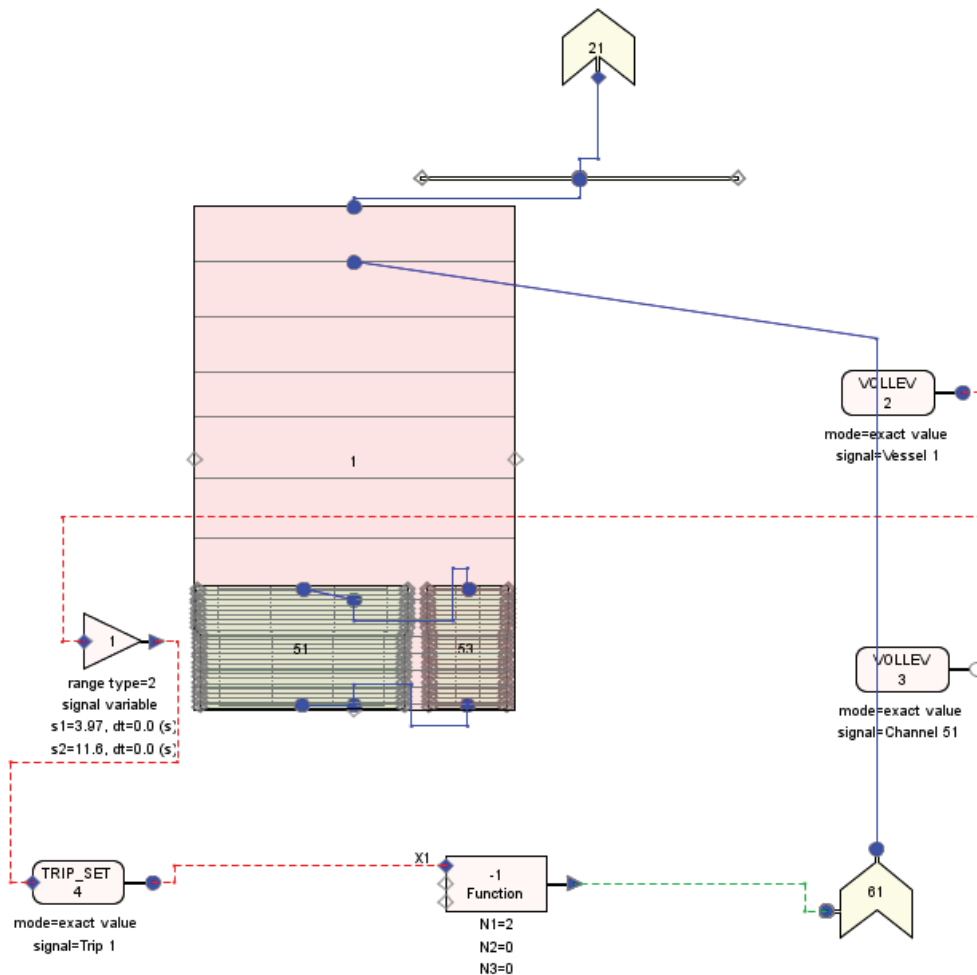 21
VOLLEV
2
mode=exact value
signal=Vessel 1
1
1
range type=2
signal variable
s1=3.97, dt=0.0 (s)
s2=11.6, dt=0.0 (s)
51
53
VOLLEV
3
mode=exact value
signal=Channel 51
TRIP_SET
4
mode=exact value
signal=Trip 1
X1
-1
Function
N1=2
N2=0
N3=0
61